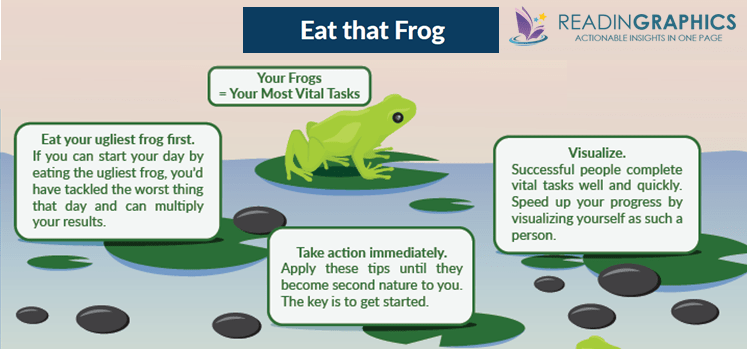 Eat that Frog
READINGRAPHICS
ACTIONABLE INSIGHTS IN ONE PAGE
Your Frogs
= Your Most Vital Tasks
Eat your ugliest frog first.
If you can start your day by
eating the ugliest frog, you'd
have tackled the worst thing
that day and can multiply
your results.
Visualize.
Successful people complete
vital tasks well and quickly.
Speed up your progress by
visualizing yourself as such a
person.
Take action immediately.
Apply these tips until they
become second nature to you.
The key is to get started.